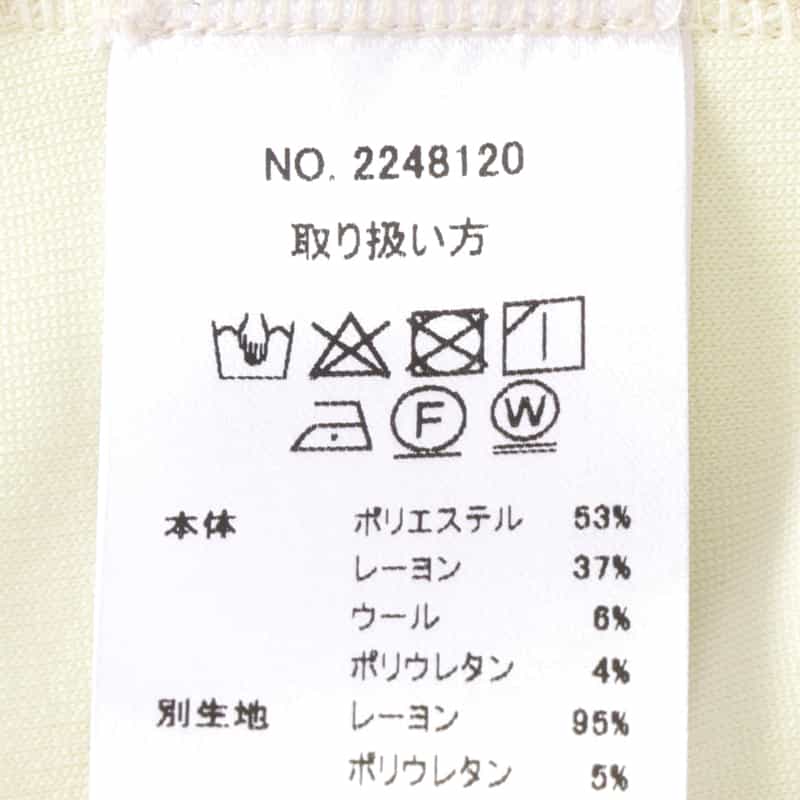 NO. 2248120
取り扱い方
F W
本体 ポリエステル 53%
レーヨン 37%
ウール 6%
ポリウレタン 4%
別生地 レーヨン 95%
ポリウレタン 5%